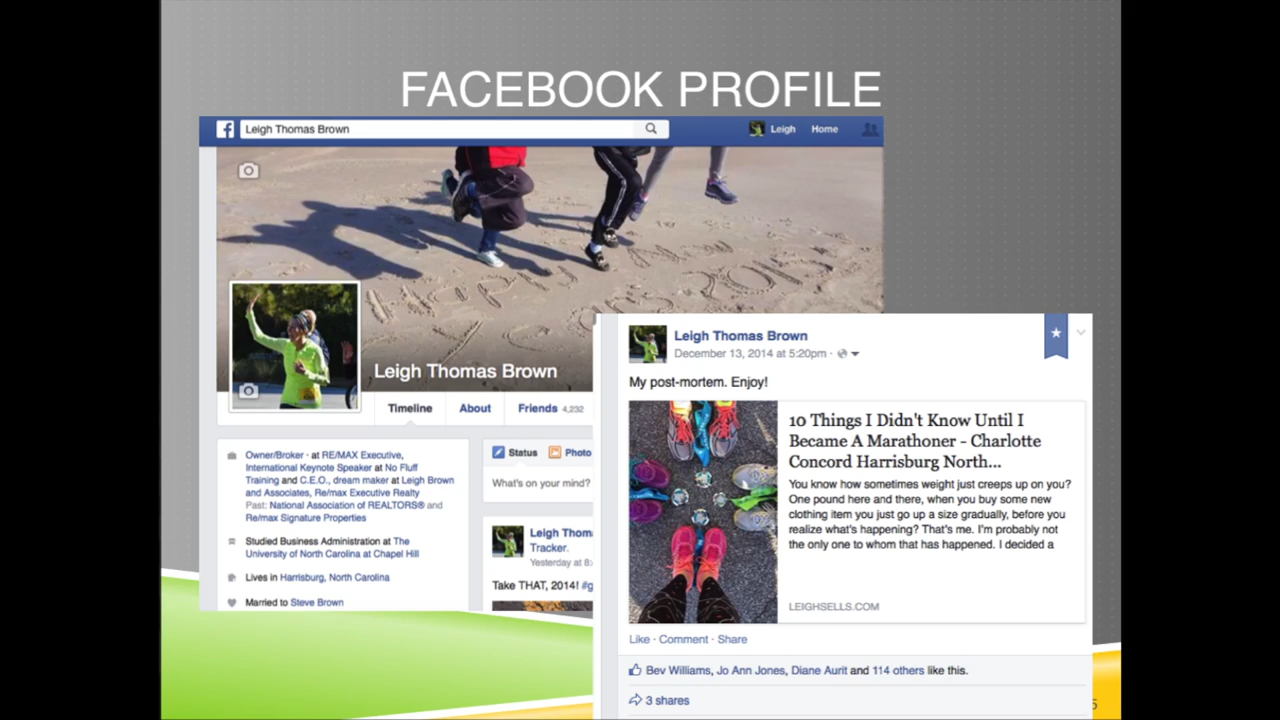 FACEBOOK PROFILE
f
Leigh Thomas Brown
Leigh
Home
Happy New
Years 2015
Leigh Thomas Brown
Timeline
About
Friends 4,232
Owner/Broker · at RE/MAX Executive,
International Keynote Speaker at No Fluff
Training and C.E.O., dream maker at Leigh Brown
and Associates, Re/max Executive Realty
Past: National Association of REALTORS® and
Re/max Signature Properties
Studied Business Administration at The
University of North Carolina at Chapel Hill
Lives in Harrisburg, North Carolina
Married to Steve Brown
Status
Photo
What's on your mind?
Leigh Thom
Tracker.
Yesterday at 8:
Take THAT, 2014! #g
Leigh Thomas Brown
December 13, 2014 at 5:20pm ·
My post-mortem. Enjoy!
10 Things I Didn't Know Until I
Became A Marathoner - Charlotte
Concord Harrisburg North...
You know how sometimes weight just creeps up on you?
One pound here and there, when you buy some new
clothing item you just go up a size gradually, before you
realize what's happening? That's me. I'm probably not
the only one to whom that has happened. I decided a
LEIGHSELLS.COM
Like · Comment · Share
Bev Williams, Jo Ann Jones, Diane Aurit and 114 others like this.
3 shares
5